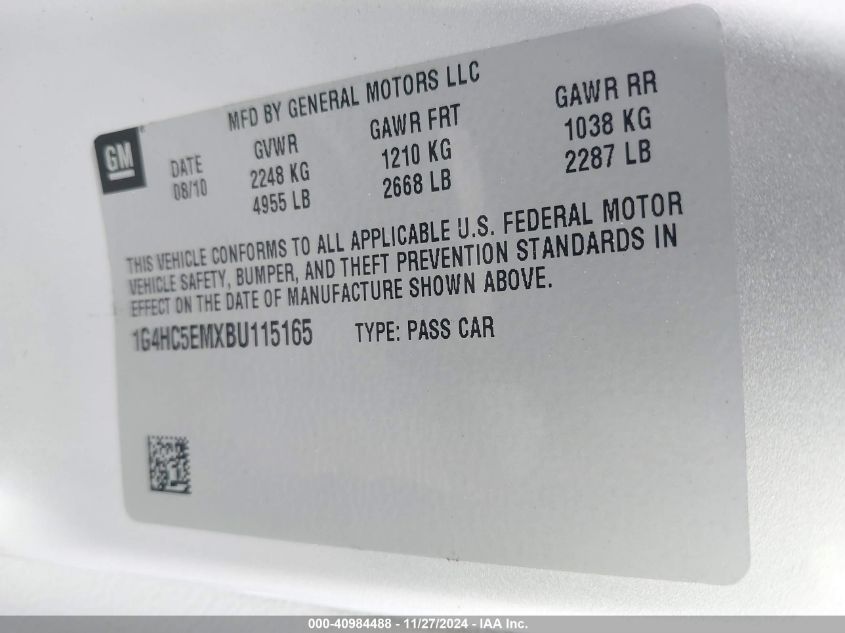 MFD BY GENERAL MOTORS LLC
GM
DATE GVWR GAWR FRT GAWR RR
08/10 2248 KG 1210 KG 1038 KG
4955 LB 2668 LB 2287 LB
THIS VEHICLE CONFORMS TO ALL APPLICABLE U.S. FEDERAL MOTOR
VEHICLE SAFETY, BUMPER, AND THEFT PREVENTION STANDARDS IN
EFFECT ON THE DATE OF MANUFACTURE SHOWN ABOVE.
1G4HC5EMXBU115165 TYPE: PASS CAR
000-40984488 - 11/27/2024 - IAA Inc.